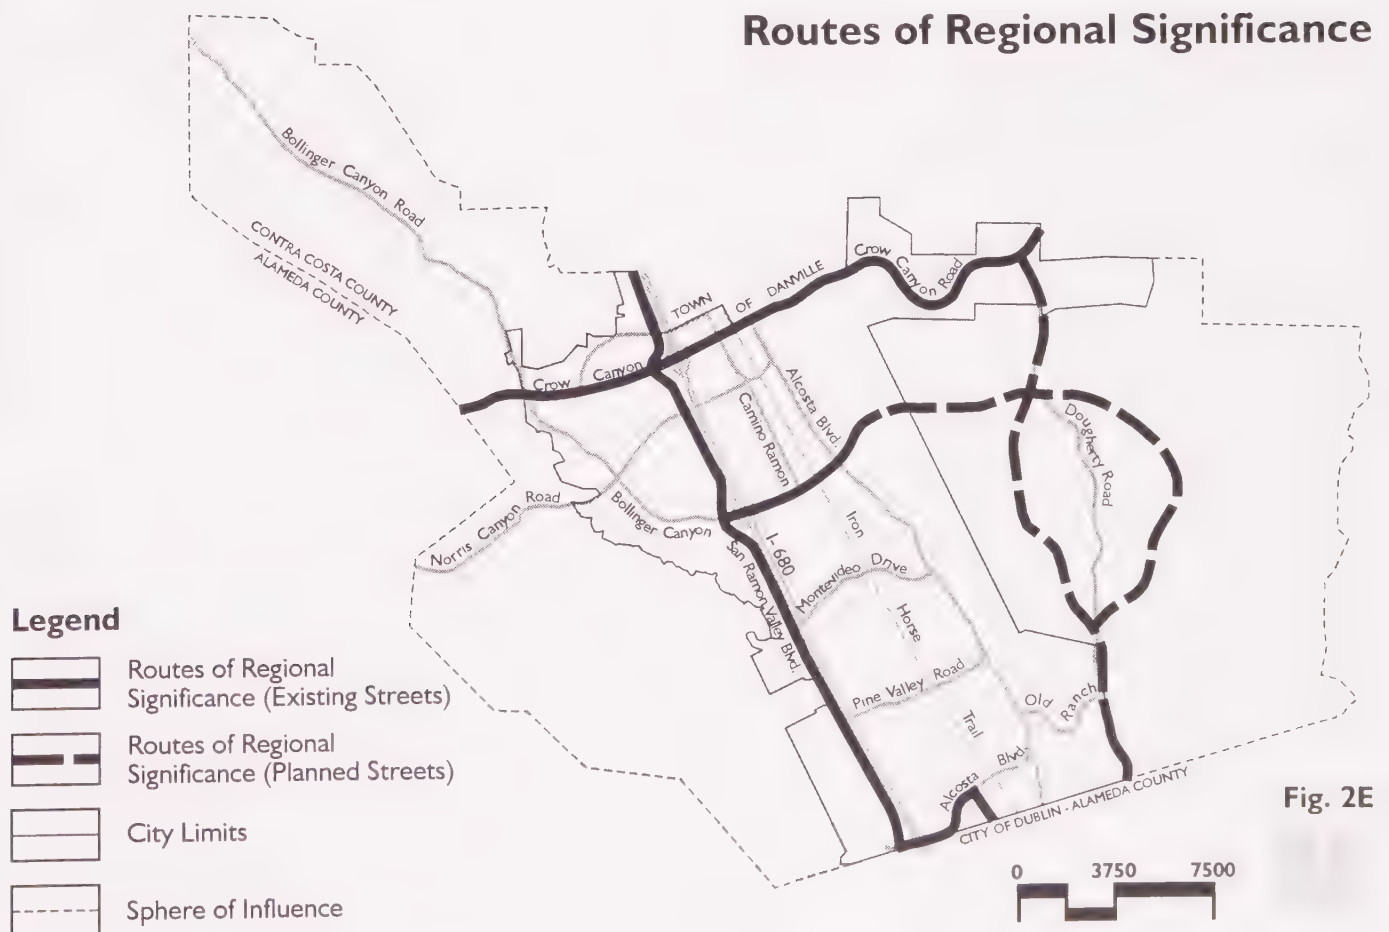 Routes of Regional Significance
Bollinger Canyon Road
CONTRA COSTA COUNTY
ALAMEDA COUNTY
TOWN OF DANVILLE
Crow Canyon Road
Crow Canyon
Alcosta Blvd.
Camino Ramon
Dougherty Road
Norris Canyon Road
Bollinger Canyon
Iron Horse Trail
I-680
San Ramon Valley Blvd.
Montevideo Drive
Pine Valley Road
Old Ranch
Alcosta Blvd.
CITY OF DUBLIN - ALAMEDA COUNTY
Legend
Routes of Regional
Significance (Existing Streets)
Routes of Regional
Significance (Planned Streets)
City Limits
Sphere of Influence
Fig. 2E
0 3750 7500